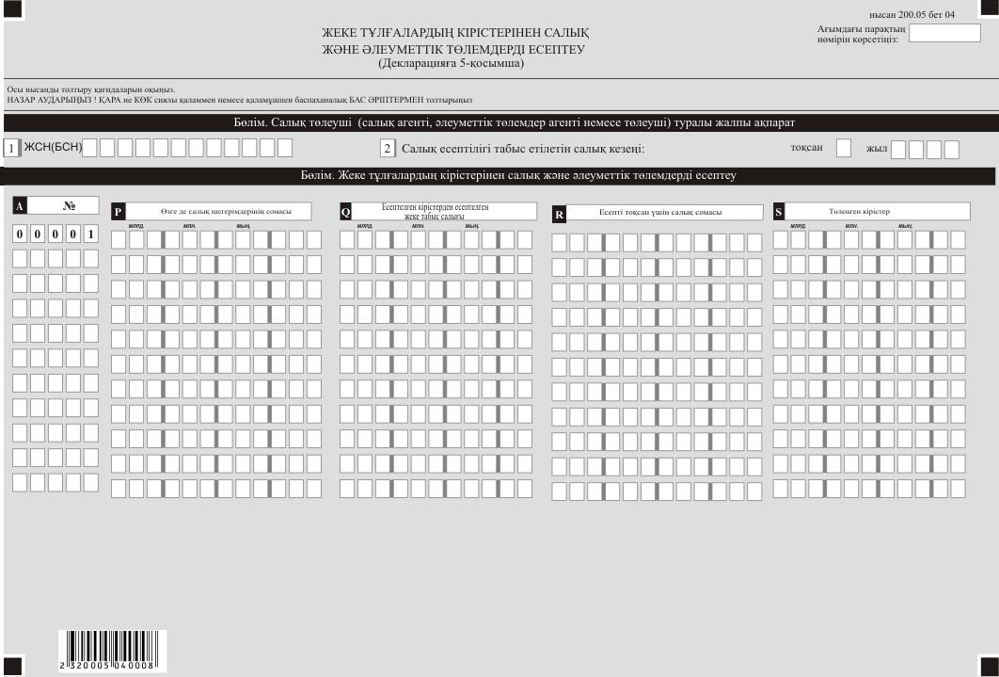 нысан 200.05 бет 04
Ағымдағы парақтың
нөмірін көрсетіңіз:
ЖЕКЕ ТҰЛҒАЛАРДЫҢ КІРІСТЕРІНЕН САЛЫҚ
ЖӘНЕ ӘЛЕУМЕТТІК ТӨЛЕМДЕРДІ ЕСЕПТЕУ
(Декларацияға 5-қосымша)
Осы нысанды толтыру қағидаларын оқыңыз.
НАЗАР АУДАРЫҢЫЗ ! ҚАРА не КӨК сиялы қаламмен немесе қаламұшпен баспаханалық БАС ӘРІПТЕРМЕН толтырыңыз
Бөлім. Салық төлеуші (салық агенті, әлеуметтік төлемдер агенті немесе төлеуші) туралы жалпы ақпарат
1 ЖСН(БСН) 2 Салық есептілігі табыс етілетін салық кезеңі: тоқсан жыл
Бөлім. Жеке тұлғалардың кірістерінен салық және әлеуметтік төлемдерді есептеу
A №
P Өзге де салық шегерімдерінің сомасы
Q Есептелген кірістерден есептелген
жеке табыс салығы
R Есепті тоқсан үшін салық сомасы
S Төленген кірістер
МЛРД. МЛН. МЫҢ. МЛРД. МЛН. МЫҢ. МЛРД. МЛН. МЫҢ.
0 0 0 0 1
2 320005 040008